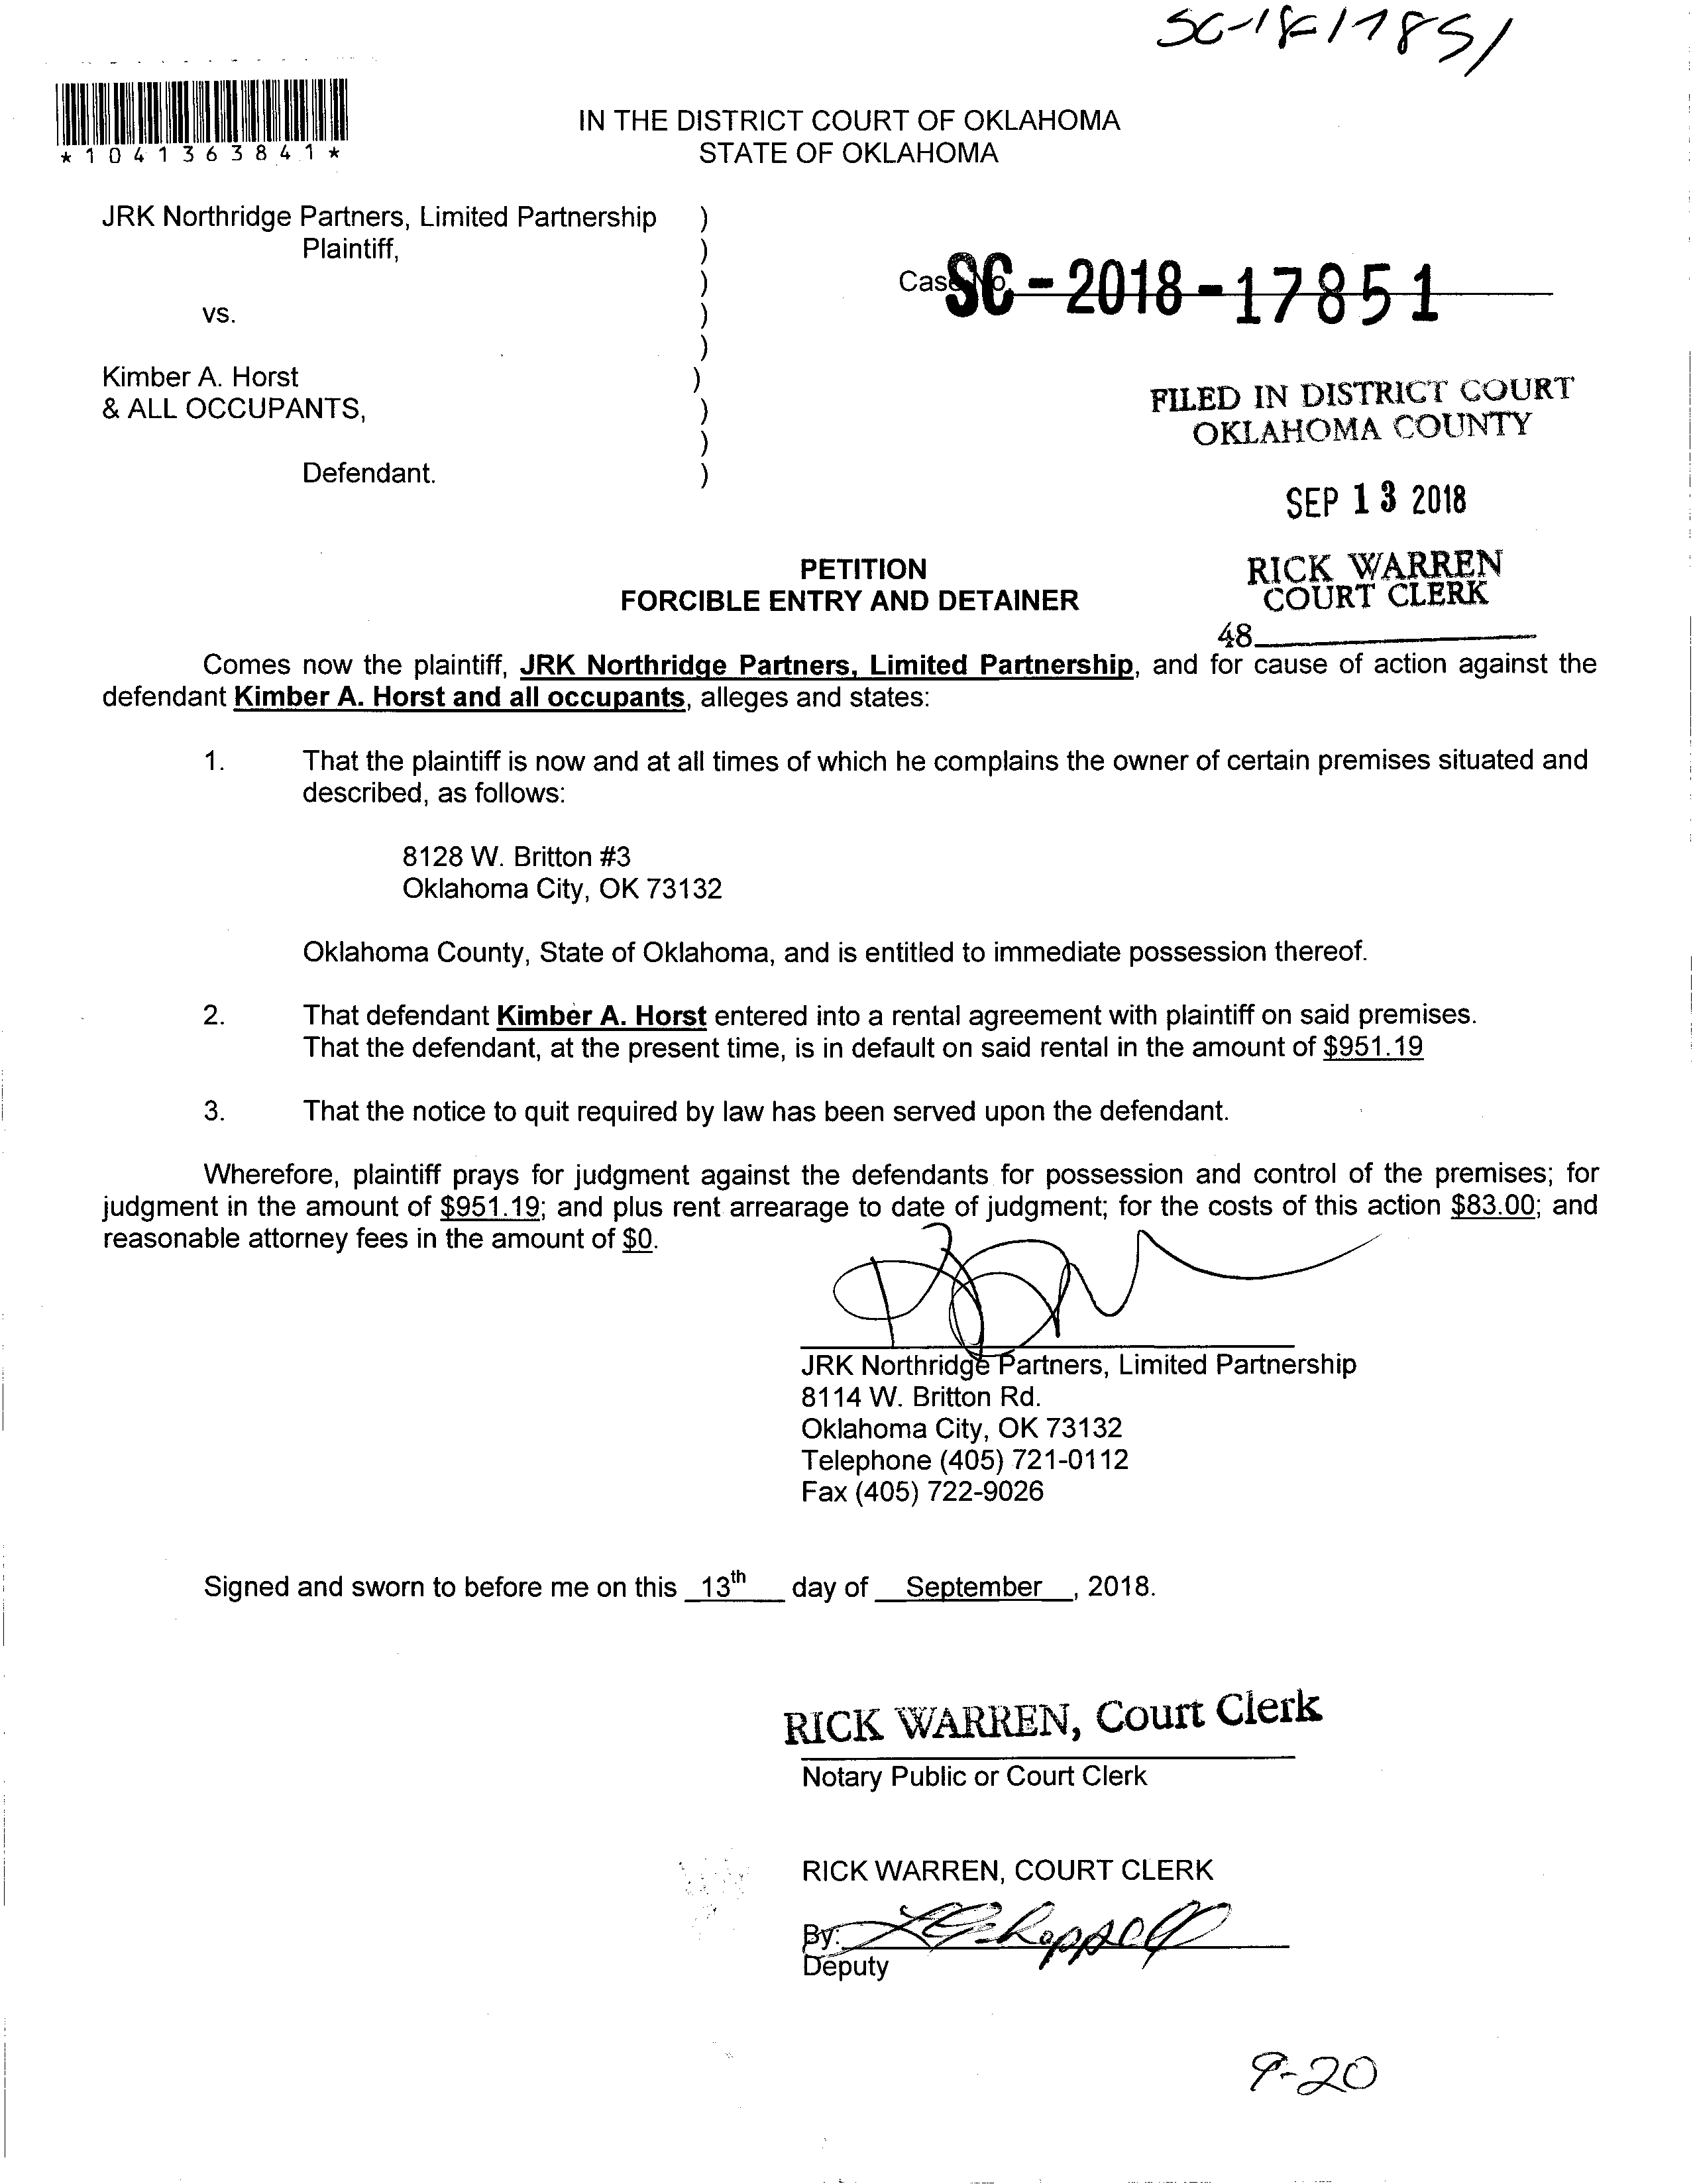 SC-18-17851
*1041363841*
IN THE DISTRICT COURT OF OKLAHOMA
STATE OF OKLAHOMA
JRK Northridge Partners, Limited Partnership )
Plaintiff, )
)
vs. )
)
Kimber A. Horst )
& ALL OCCUPANTS, )
)
Defendant. )
Case No. SC-2018-17851
FILED IN DISTRICT COURT
OKLAHOMA COUNTY
SEP 13 2018
RICK WARREN
COURT CLERK
48
PETITION
FORCIBLE ENTRY AND DETAINER
Comes now the plaintiff, JRK Northridge Partners, Limited Partnership, and for cause of action against the
defendant Kimber A. Horst and all occupants, alleges and states:
1. That the plaintiff is now and at all times of which he complains the owner of certain premises situated and
described, as follows:
8128 W. Britton #3
Oklahoma City, OK 73132
Oklahoma County, State of Oklahoma, and is entitled to immediate possession thereof.
2. That defendant Kimber A. Horst entered into a rental agreement with plaintiff on said premises.
That the defendant, at the present time, is in default on said rental in the amount of $951.19
3. That the notice to quit required by law has been served upon the defendant.
Wherefore, plaintiff prays for judgment against the defendants for possession and control of the premises; for
judgment in the amount of $951.19; and plus rent arrearage to date of judgment; for the costs of this action $83.00; and
reasonable attorney fees in the amount of $0.
JRK Northridge Partners, Limited Partnership
8114 W. Britton Rd.
Oklahoma City, OK 73132
Telephone (405) 721-0112
Fax (405) 722-9026
Signed and sworn to before me on this 13th day of September, 2018.
RICK WARREN, Court Clerk
Notary Public or Court Clerk
RICK WARREN, COURT CLERK
By:
Deputy
9-20